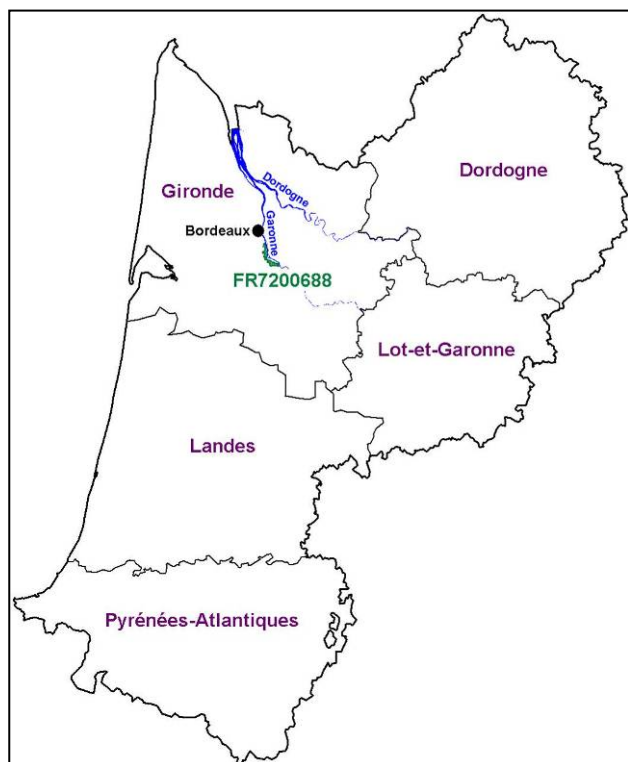 Dordogne
Gironde
Dordogne
Bordeaux
Garonne
FR7200688
Lot-et-Garonne
Landes
Pyrénées-Atlantiques